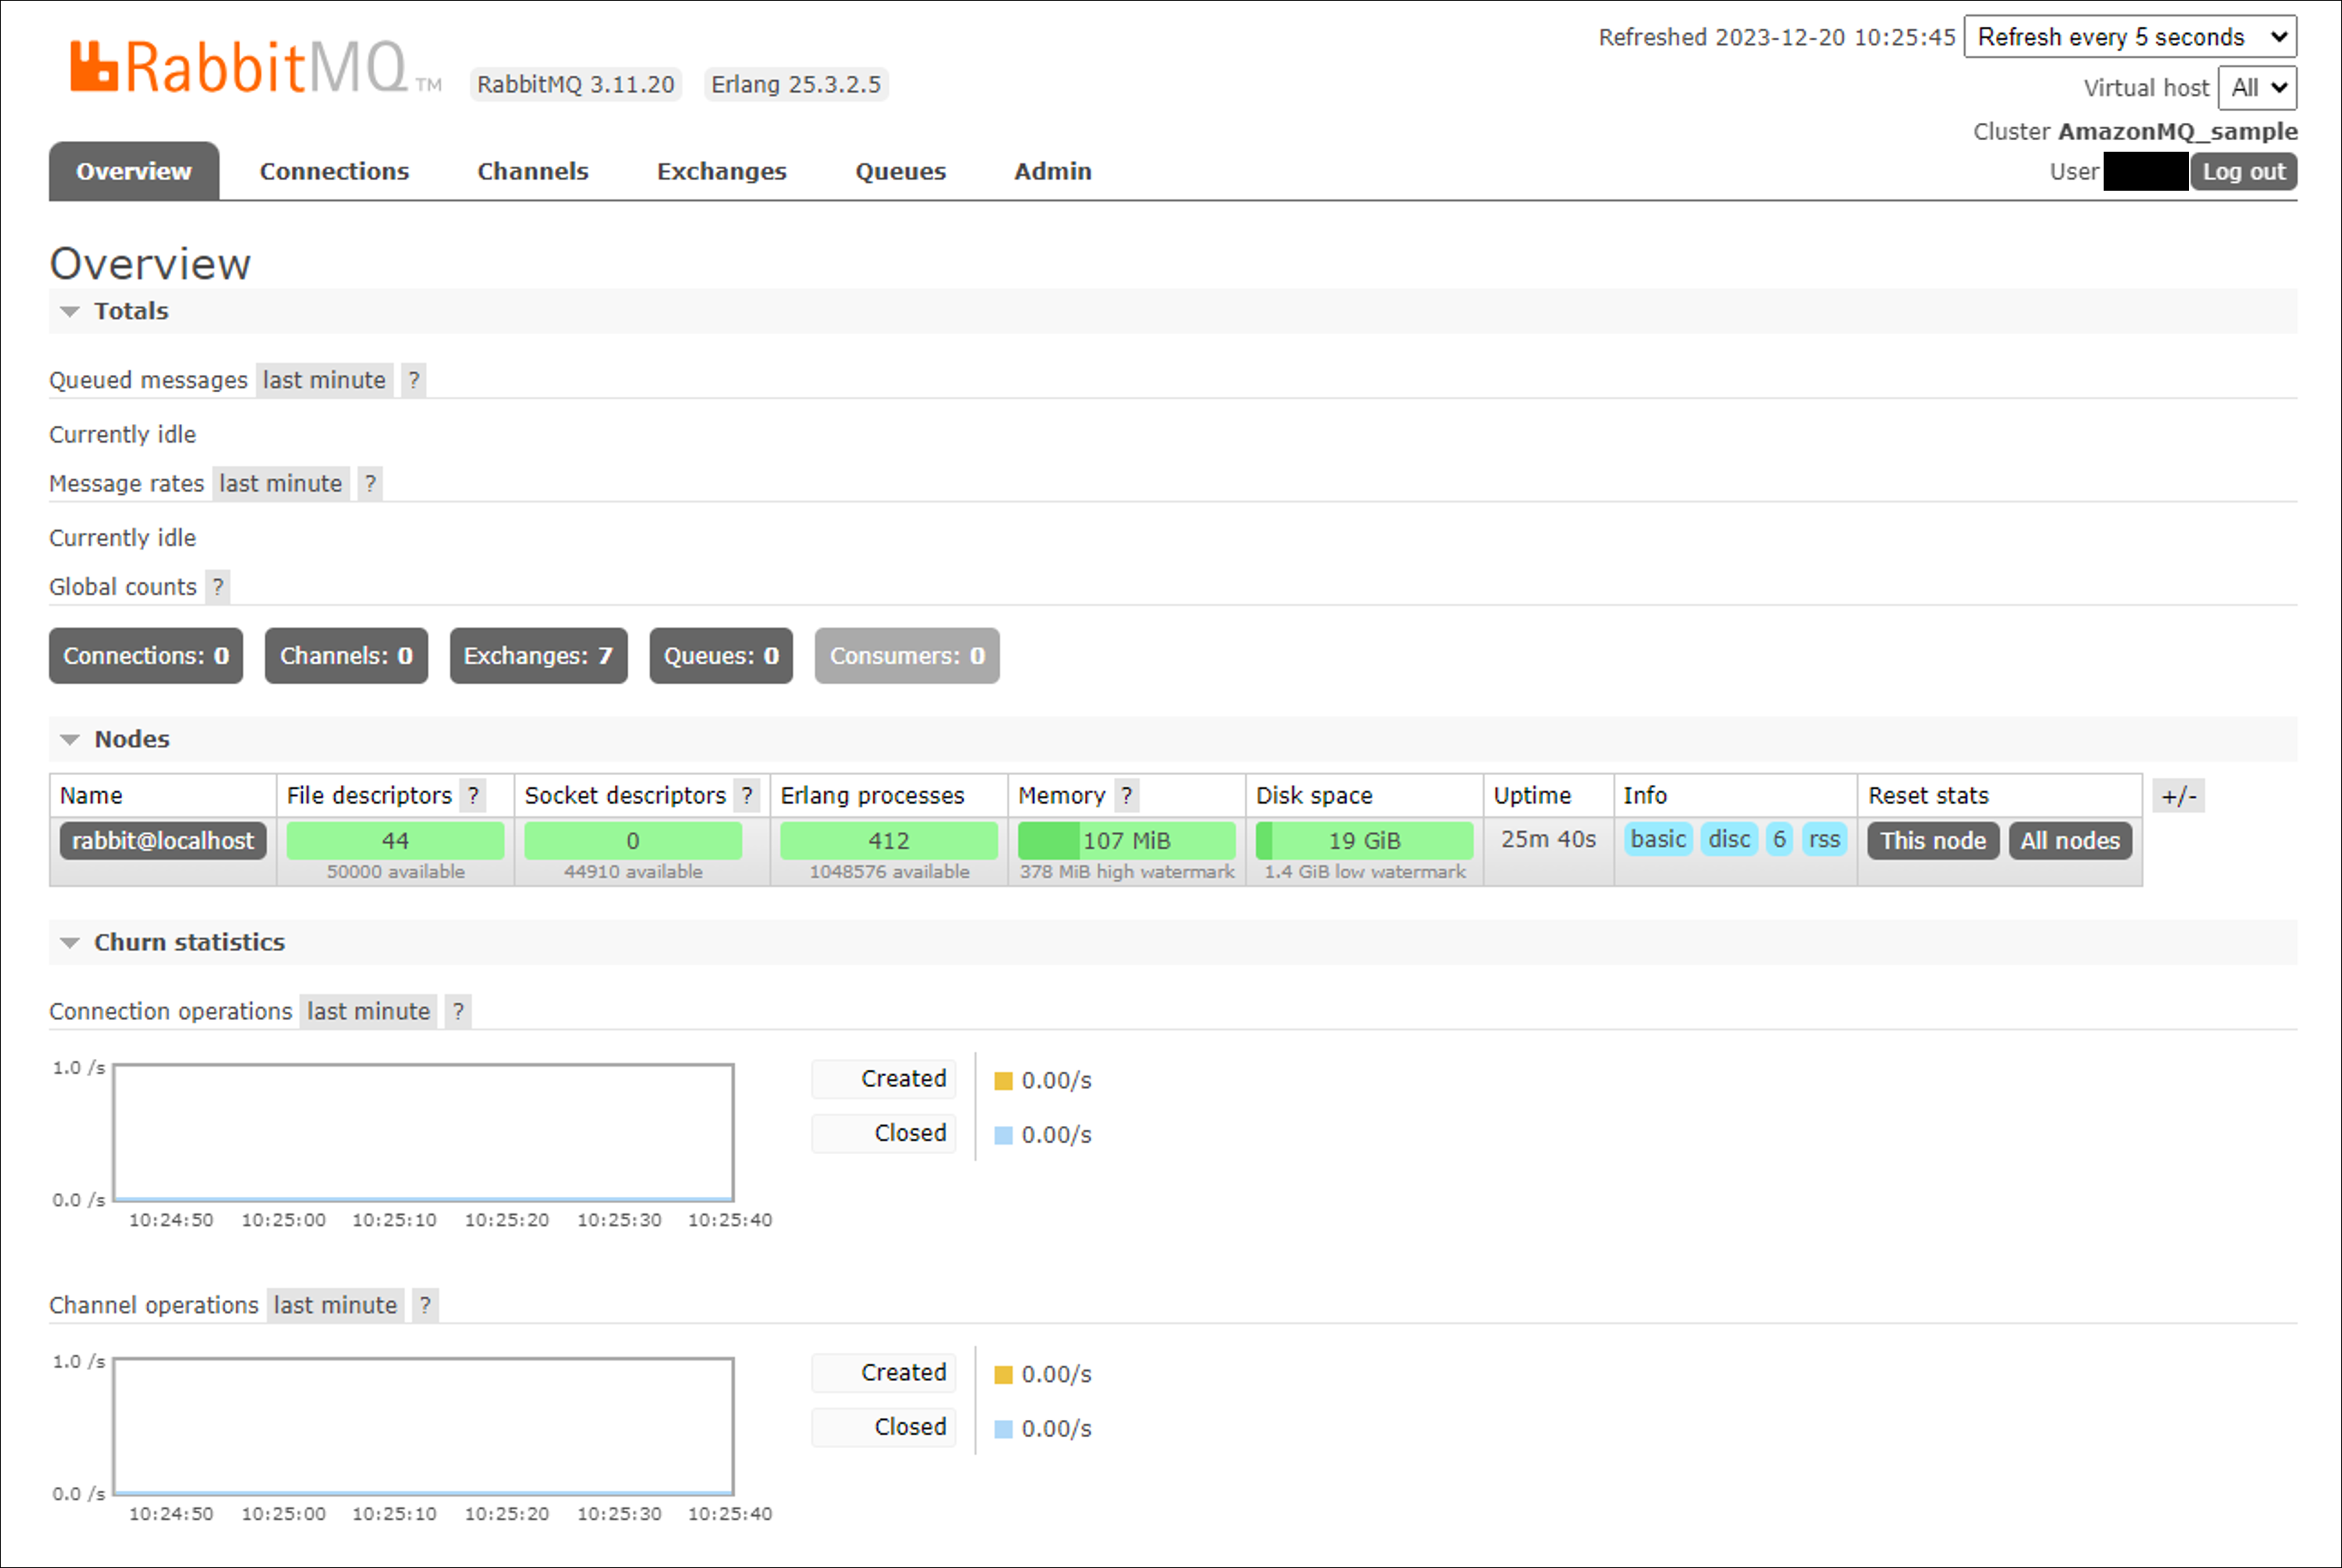 RabbitMQ TM RabbitMQ 3.11.20 Erlang 25.3.2.5
Refreshed 2023-12-20 10:25:45 Refresh every 5 seconds
Virtual host All
Cluster AmazonMQ_sample
User Log out
Overview Connections Channels Exchanges Queues Admin
Overview
Totals
Queued messages last minute ?
Currently idle
Message rates last minute ?
Currently idle
Global counts ?
Connections: 0 Channels: 0 Exchanges: 7 Queues: 0 Consumers: 0
Nodes
Name File descriptors ? Socket descriptors ? Erlang processes Memory ? Disk space Uptime Info Reset stats +/-
rabbit@localhost 44 0 412 107 MiB 19 GiB 25m 40s basic disc 6 rss This node All nodes
50000 available 44910 available 1048576 available 378 MiB high watermark 1.4 GiB low watermark
Churn statistics
Connection operations last minute ?
1.0 /s
Created 0.00/s
Closed 0.00/s
0.0 /s
10:24:50 10:25:00 10:25:10 10:25:20 10:25:30 10:25:40
Channel operations last minute ?
1.0 /s
Created 0.00/s
Closed 0.00/s
0.0 /s
10:24:50 10:25:00 10:25:10 10:25:20 10:25:30 10:25:40